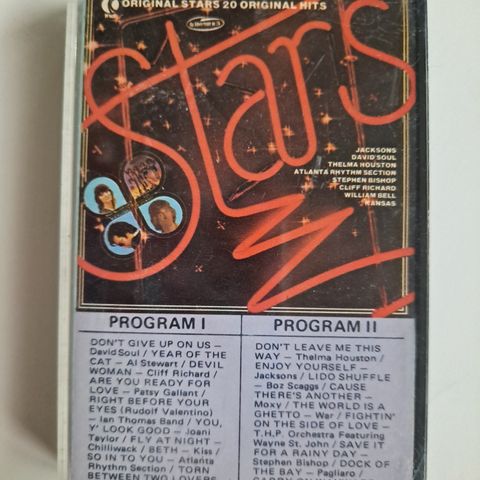 ORIGINAL STARS 20 ORIGINAL HITS
Stars
JACKSONS
DAVID SOUL
THELMA HOUSTON
ATLANTA RHYTHM SECTION
STEPHEN BISHOP
CLIFF RICHARD
WILLIAM BELL
KANSAS
PROGRAM I
DON'T GIVE UP ON US –
David Soul / YEAR OF THE
CAT – Al Stewart / DEVIL
WOMAN – Cliff Richard /
ARE YOU READY FOR
LOVE – Patsy Gallant /
RIGHT BEFORE YOUR
EYES (Rudolf Valentino)
– Ian Thomas Band / YOU,
Y' LOOK GOOD – Joani
Taylor / FLY AT NIGHT –
Chilliwack / BETH – Kiss /
SO IN TO YOU – Atlanta
Rhythm Section / TORN
BETWEEN TWO LOVERS
PROGRAM II
DON'T LEAVE ME THIS
WAY – Thelma Houston /
ENJOY YOURSELF –
Jacksons / LIDO SHUFFLE
– Boz Scaggs / CAUSE
THERE'S ANOTHER –
Moxy / THE WORLD IS A
GHETTO – War / FIGHTIN'
ON THE SIDE OF LOVE –
T.H.P. Orchestra Featuring
Wayne St. John / SAVE IT
FOR A RAINY DAY –
Stephen Bishop / DOCK OF
THE BAY – Pagliaro /